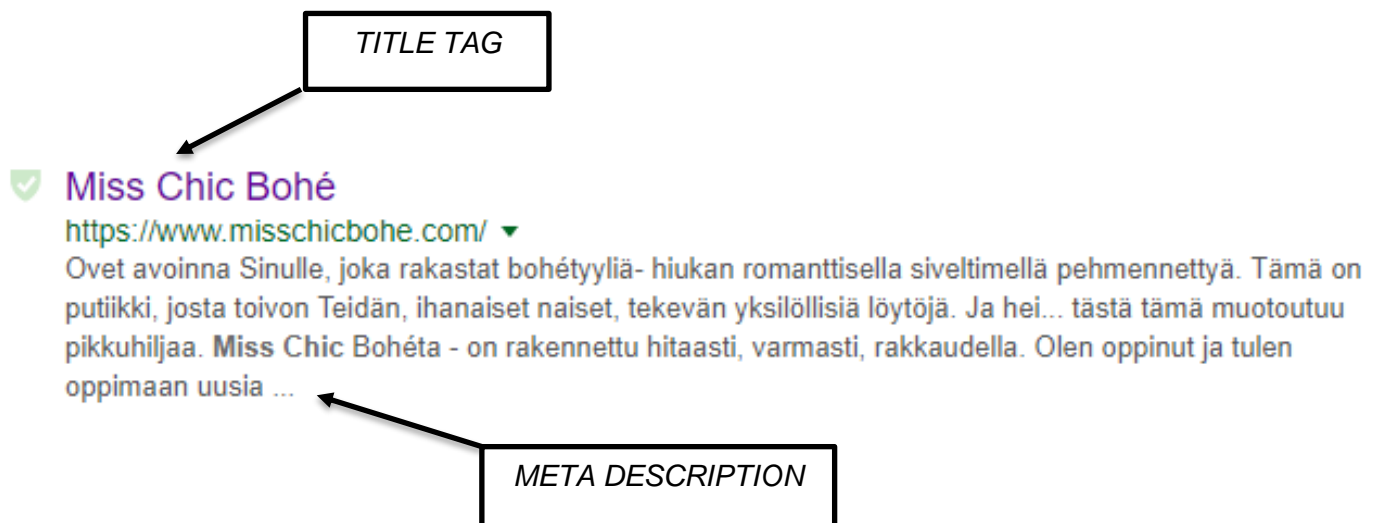 TITLE TAG
Miss Chic Bohé
https://www.misschicbohe.com/
Ovet avoinna Sinulle, joka rakastat bohétyyliä- hiukan romanttisella siveltimellä pehmennettyä. Tämä on
putiikki, josta toivon Teidän, ihanaiset naiset, tekevän yksilöllisiä löytöjä. Ja hei... tästä tämä muotoutuu
pikkuhiljaa. Miss Chic Bohéta - on rakennettu hitaasti, varmasti, rakkaudella. Olen oppinut ja tulen
oppimaan uusia ...
META DESCRIPTION